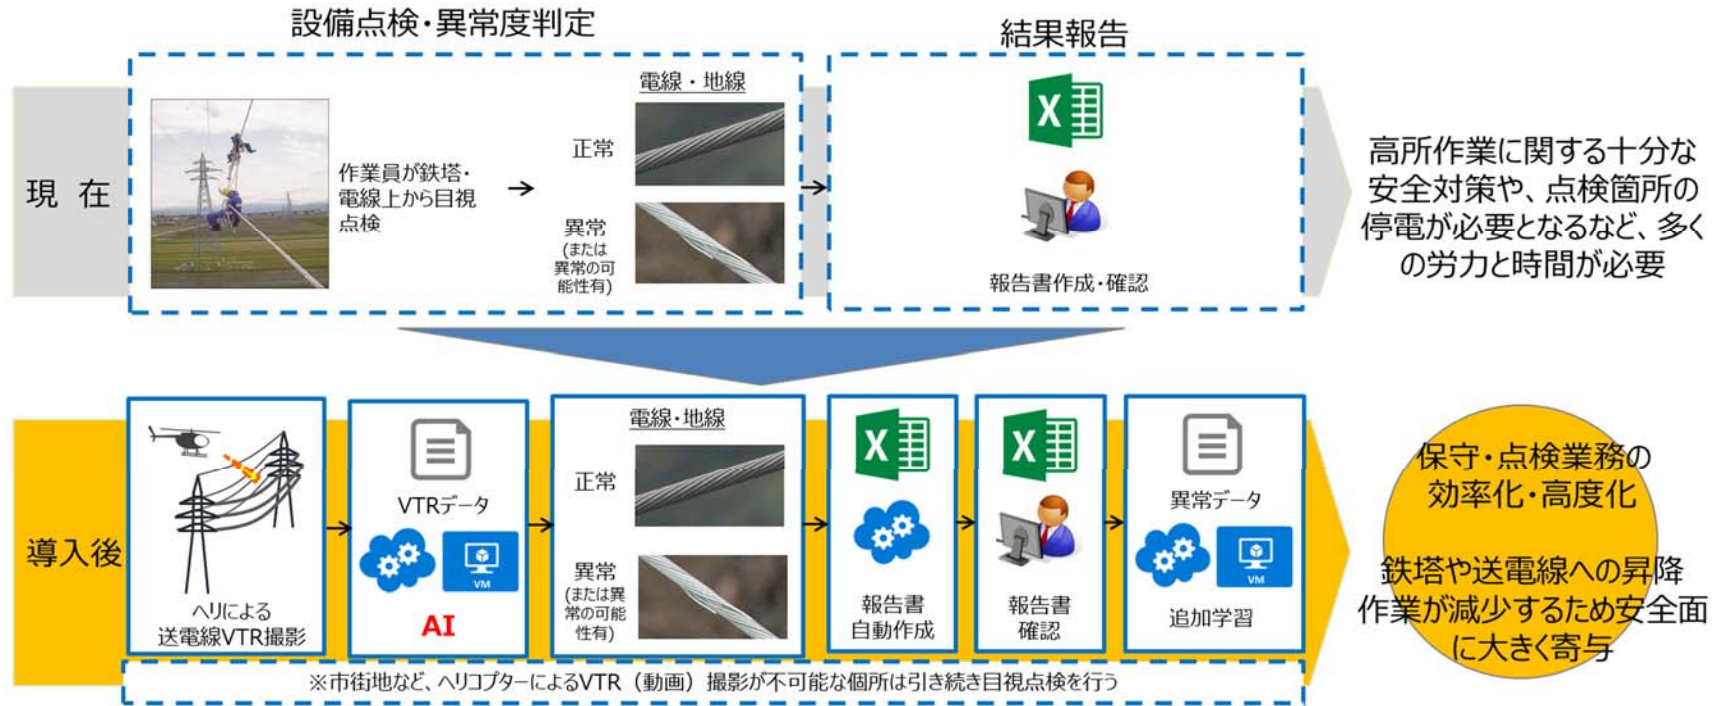 設備点検・異常度判定
結果報告
現 在
作業員が鉄塔・
電線上から目視
点検
電線・地線
正常
異常
(または
異常の可
能性有)
X
報告書作成・確認
高所作業に関する十分な
安全対策や、点検箇所の
停電が必要となるなど、多く
の労力と時間が必要
導入後
ヘリによる
送電線VTR撮影
VTRデータ
VM
AI
電線・地線
正常
異常
(または異
常の可能
性有)
X
報告書
自動作成
X
報告書
確認
異常データ
VM
追加学習
保守・点検業務の
効率化・高度化
鉄塔や送電線への昇降
作業が減少するため安全面
に大きく寄与
※市街地など、ヘリコプターによるVTR（動画）撮影が不可能な個所は引き続き目視点検を行う